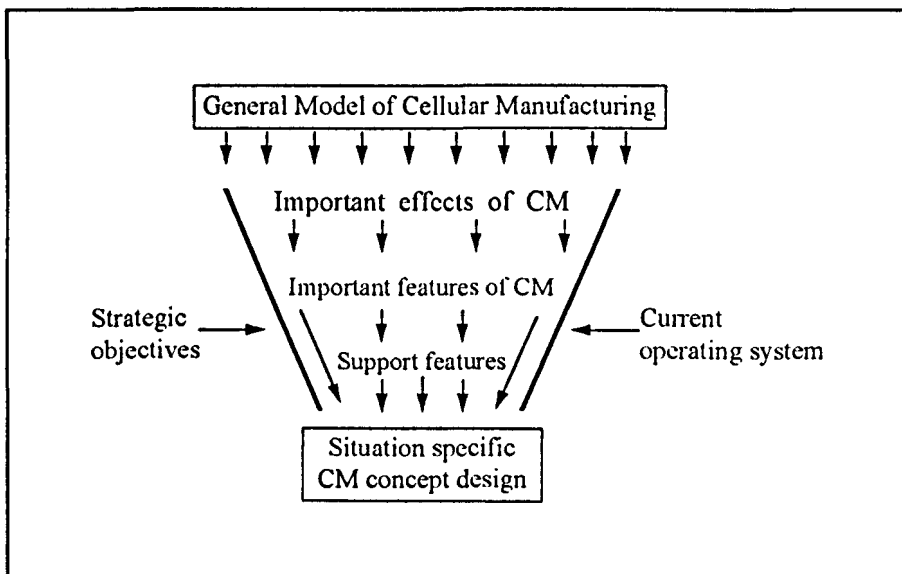 General Model of Cellular Manufacturing
Important effects of CM
Important features of CM
Strategic
objectives
Current
operating system
Support features
Situation specific
CM concept design